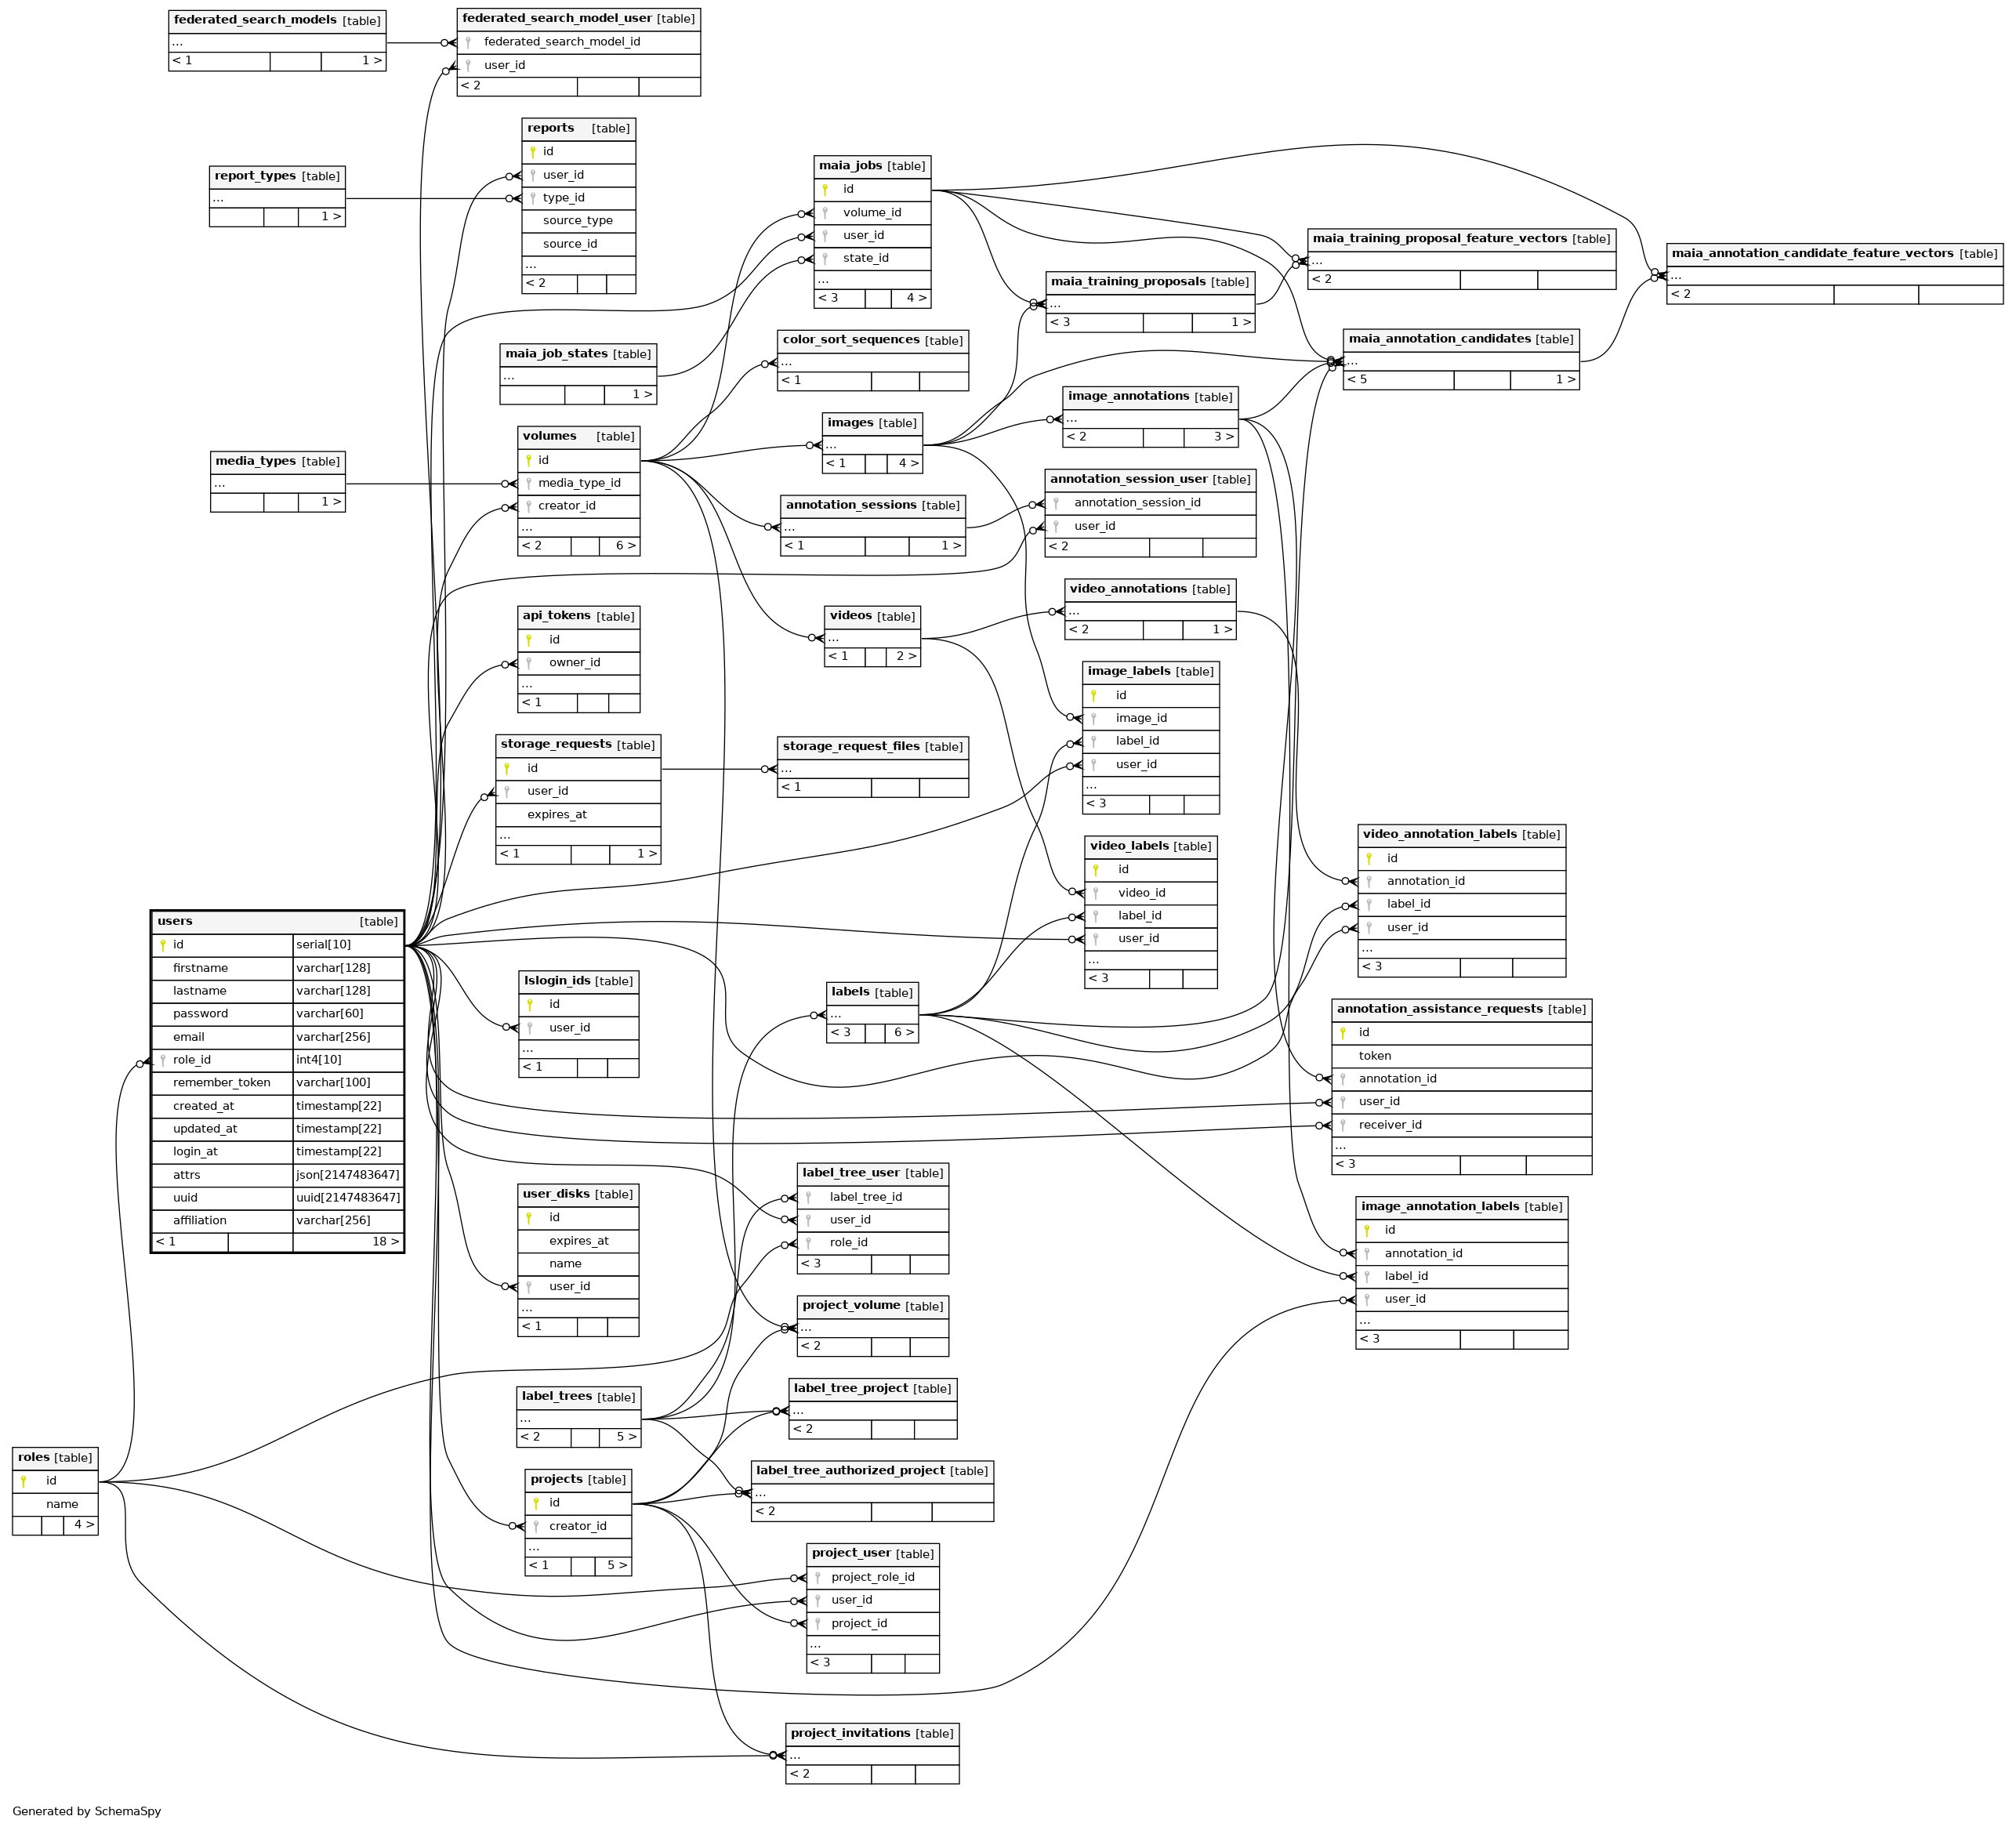 federated_search_models [table]
...
< 1 1 >
federated_search_model_user [table]
federated_search_model_id
user_id
< 2
reports [table]
id
user_id
type_id
source_type
source_id
...
< 2
report_types [table]
...
1 >
maia_jobs [table]
id
volume_id
user_id
state_id
...
< 3 4 >
maia_training_proposal_feature_vectors [table]
...
< 2
maia_annotation_candidate_feature_vectors [table]
...
< 2
maia_training_proposals [table]
...
< 3 1 >
maia_job_states [table]
...
1 >
color_sort_sequences [table]
...
< 1
maia_annotation_candidates [table]
...
< 5 1 >
image_annotations [table]
...
< 2 3 >
images [table]
...
< 1 4 >
volumes [table]
id
media_type_id
creator_id
...
< 2 6 >
media_types [table]
...
1 >
annotation_sessions [table]
...
< 1 1 >
annotation_session_user [table]
annotation_session_id
user_id
< 2
api_tokens [table]
id
owner_id
...
< 1
videos [table]
...
< 1 2 >
video_annotations [table]
...
< 2 1 >
image_labels [table]
id
image_id
label_id
user_id
...
< 3
storage_requests [table]
id
user_id
expires_at
...
< 1 1 >
storage_request_files [table]
...
< 1
video_labels [table]
id
video_id
label_id
user_id
...
< 3
video_annotation_labels [table]
id
annotation_id
label_id
user_id
...
< 3
users [table]
id serial[10]
firstname varchar[128]
lastname varchar[128]
password varchar[60]
email varchar[256]
role_id int4[10]
remember_token varchar[100]
created_at timestamp[22]
updated_at timestamp[22]
login_at timestamp[22]
attrs json[2147483647]
uuid uuid[2147483647]
affiliation varchar[256]
< 1 18 >
lslogin_ids [table]
id
user_id
...
< 1
labels [table]
...
< 3 6 >
annotation_assistance_requests [table]
id
token
annotation_id
user_id
receiver_id
...
< 3
user_disks [table]
id
expires_at
name
user_id
...
< 1
label_tree_user [table]
label_tree_id
user_id
role_id
< 3
image_annotation_labels [table]
id
annotation_id
label_id
user_id
...
< 3
project_volume [table]
...
< 2
label_trees [table]
...
< 2 5 >
label_tree_project [table]
...
< 2
roles [table]
id
name
4 >
projects [table]
id
creator_id
...
< 1 5 >
label_tree_authorized_project [table]
...
< 2
project_user [table]
project_role_id
user_id
project_id
...
< 3
project_invitations [table]
...
< 2
Generated by SchemaSpy